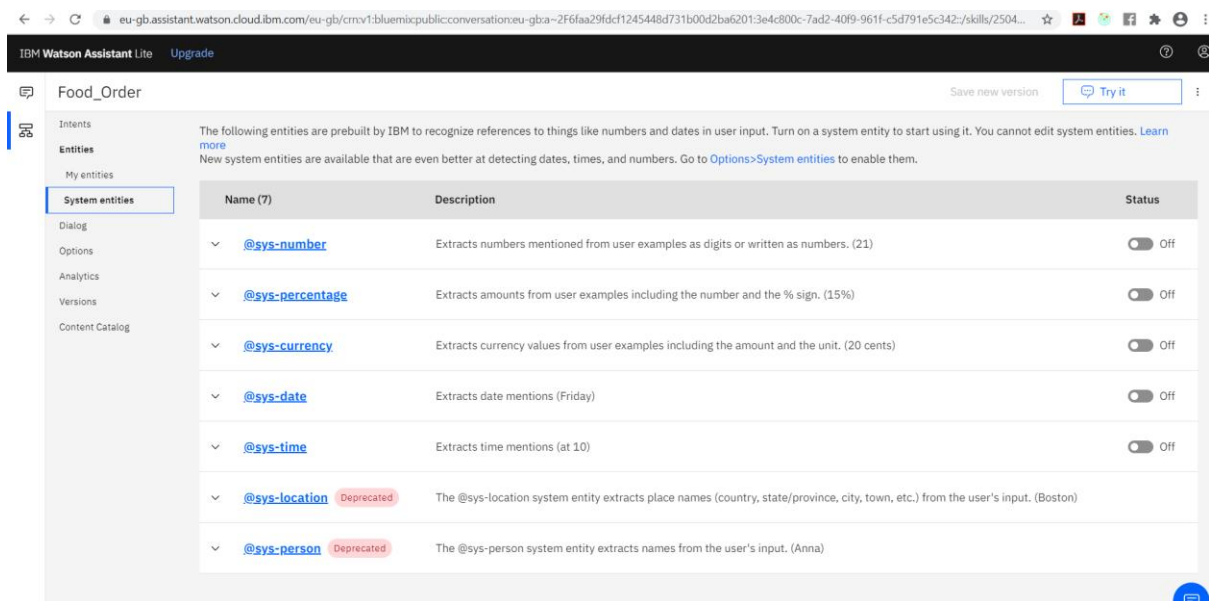 eu-gb.assistant.watson.cloud.ibm.com/eu-gb/crn:v1:bluemix:public:conversation:eu-gb:a~2F6faa29fdcf1245448d731b00d2ba6201:3e4c800c-7ad2-40f9-961f-c5d791e5c342::/skills/2504...
IBM Watson Assistant Lite Upgrade
Food_Order Save new version Try it
Intents
Entities
My entities
System entities
Dialog
Options
Analytics
Versions
Content Catalog
The following entities are prebuilt by IBM to recognize references to things like numbers and dates in user input. Turn on a system entity to start using it. You cannot edit system entities. Learn
more
New system entities are available that are even better at detecting dates, times, and numbers. Go to Options>System entities to enable them.
Name (7) Description Status
@sys-number Extracts numbers mentioned from user examples as digits or written as numbers. (21) Off
@sys-percentage Extracts amounts from user examples including the number and the % sign. (15%) Off
@sys-currency Extracts currency values from user examples including the amount and the unit. (20 cents) Off
@sys-date Extracts date mentions (Friday) Off
@sys-time Extracts time mentions (at 10) Off
@sys-location Deprecated The @sys-location system entity extracts place names (country, state/province, city, town, etc.) from the user's input. (Boston)
@sys-person Deprecated The @sys-person system entity extracts names from the user's input. (Anna)